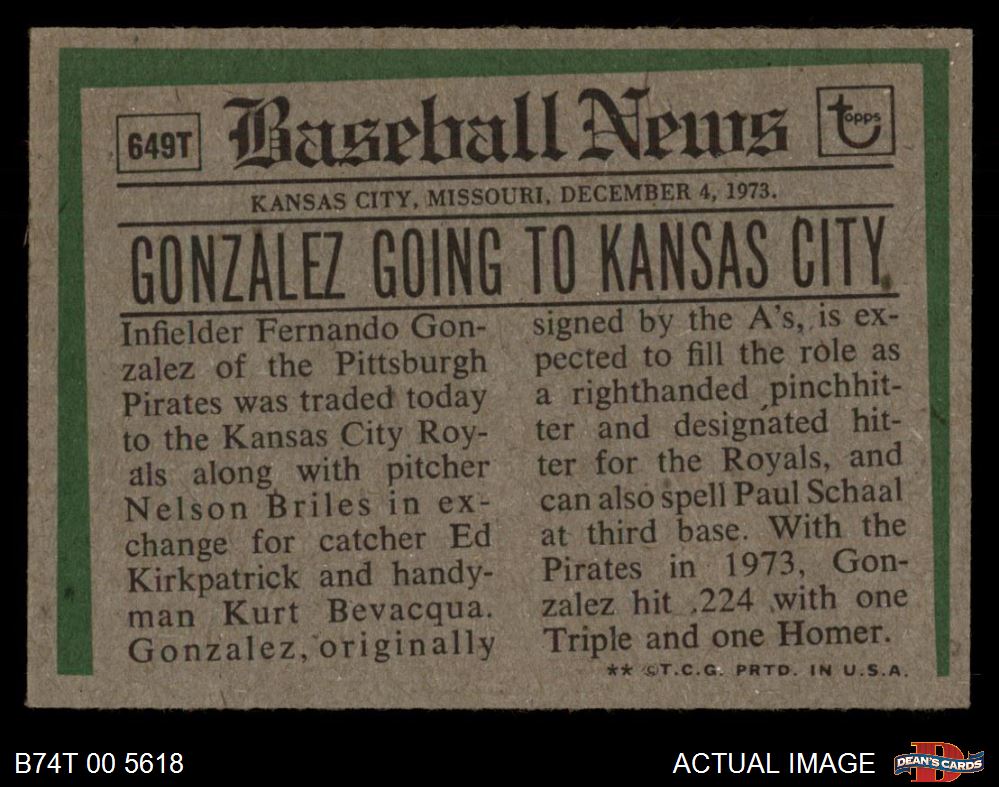 649T
Baseball News
topps
KANSAS CITY, MISSOURI, DECEMBER 4, 1973.
GONZALEZ GOING TO KANSAS CITY
Infielder Fernando Gon-
zalez of the Pittsburgh
Pirates was traded today
to the Kansas City Roy-
als along with pitcher
Nelson Briles in ex-
change for catcher Ed
Kirkpatrick and handy-
man Kurt Bevacqua.
Gonzalez, originally
signed by the A's, is ex-
pected to fill the role as
a righthanded pinchhit-
ter and designated hit-
ter for the Royals, and
can also spell Paul Schaal
at third base. With the
Pirates in 1973, Gon-
zalez hit .224 with one
Triple and one Homer.
** ©T.C.G. PRTD. IN U.S.A.
B74T 00 5618
ACTUAL IMAGE
DEAN'S CARDS